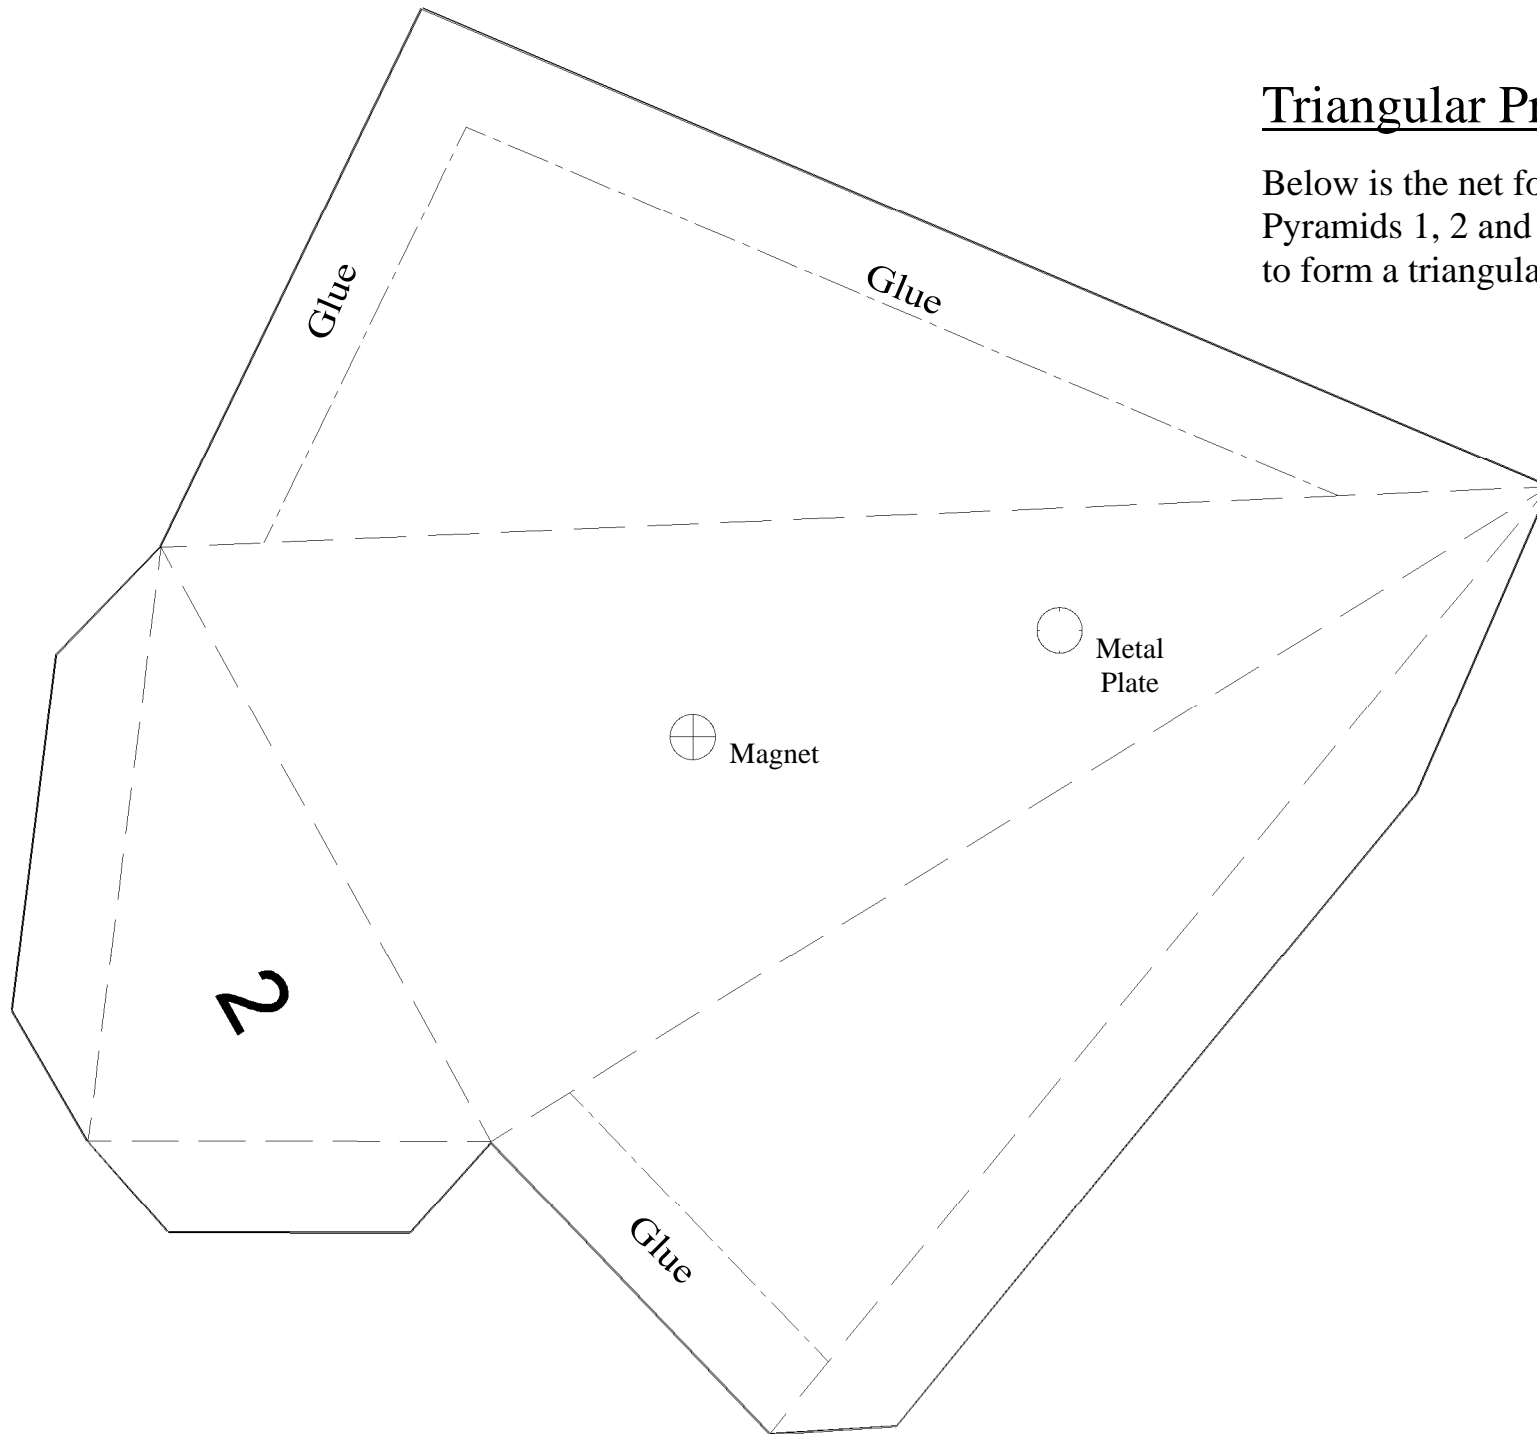 Triangular Pr
Below is the net fo
Pyramids 1, 2 and
to form a triangula
Glue
Glue
Metal
Plate
Magnet
2
Glue